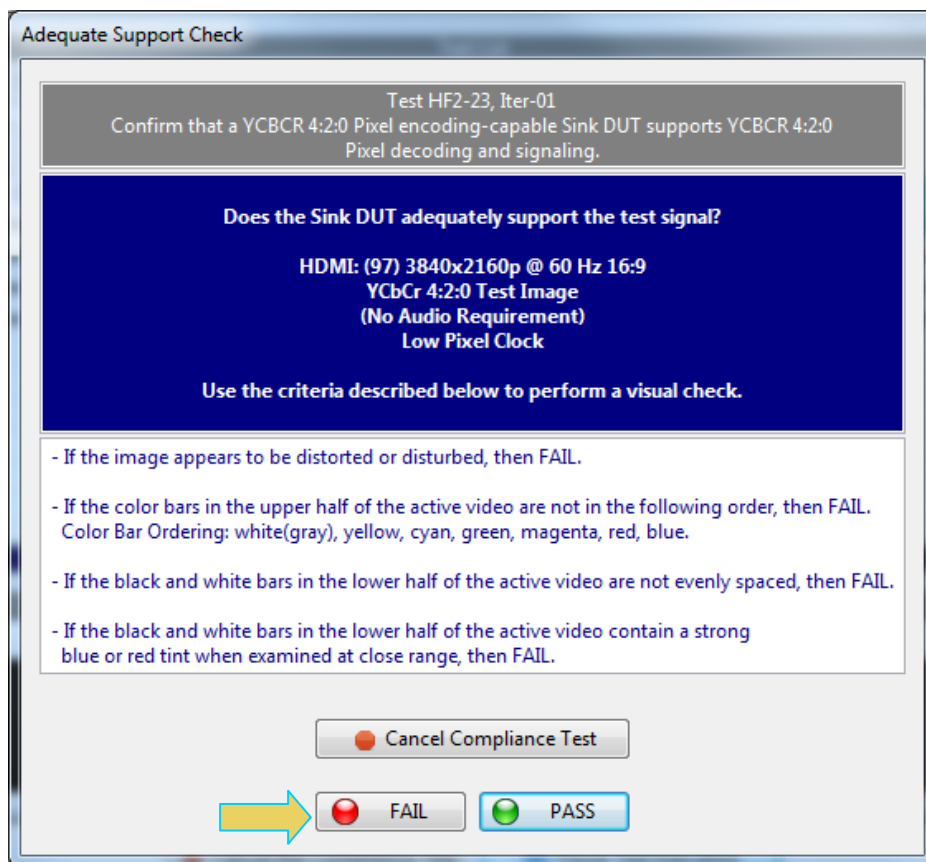 Adequate Support Check
Test HF2-23, Iter-01
Confirm that a YCBCR 4:2:0 Pixel encoding-capable Sink DUT supports YCBCR 4:2:0
Pixel decoding and signaling.
Does the Sink DUT adequately support the test signal?
HDMI: (97) 3840x2160p @ 60 Hz 16:9
YCbCr 4:2:0 Test Image
(No Audio Requirement)
Low Pixel Clock
Use the criteria described below to perform a visual check.
- If the image appears to be distorted or disturbed, then FAIL.
- If the color bars in the upper half of the active video are not in the following order, then FAIL.
Color Bar Ordering: white(gray), yellow, cyan, green, magenta, red, blue.
- If the black and white bars in the lower half of the active video are not evenly spaced, then FAIL.
- If the black and white bars in the lower half of the active video contain a strong
blue or red tint when examined at close range, then FAIL.
Cancel Compliance Test
FAIL PASS